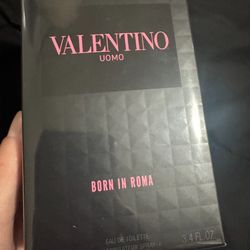 VALENTINO
UOMO
BORN IN ROMA
EAU DE TOILETTE
3.4 FL.OZ